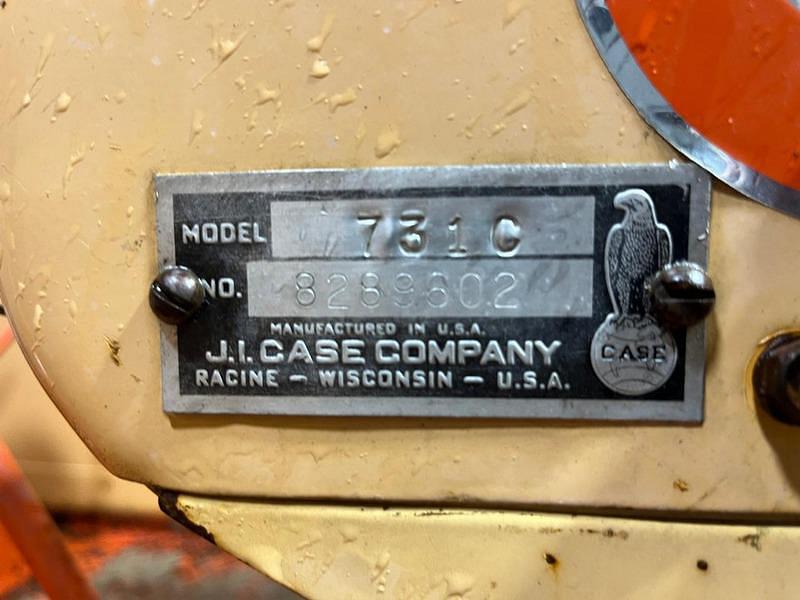 MODEL 731C
NO. 8289602
MANUFACTURED IN U.S.A.
J.I. CASE COMPANY
RACINE – WISCONSIN – U.S.A.
CASE